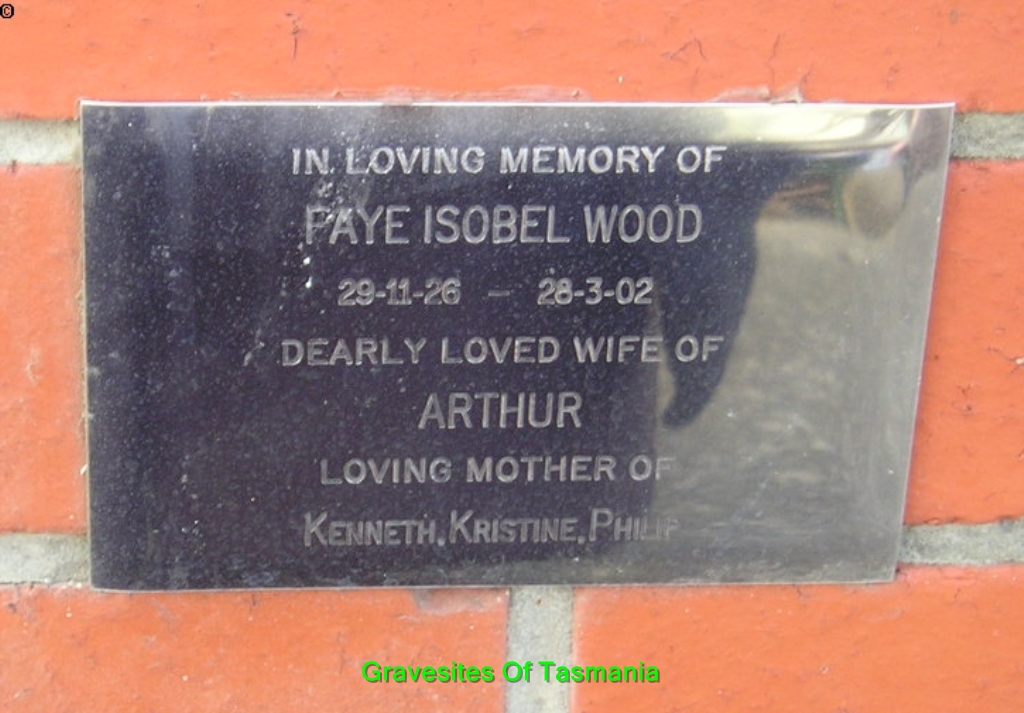 ©
IN LOVING MEMORY OF
FAYE ISOBEL WOOD
29-11-26 — 28-3-02
DEARLY LOVED WIFE OF
ARTHUR
LOVING MOTHER OF
KENNETH, KRISTINE, PHILIP
Gravesites Of Tasmania